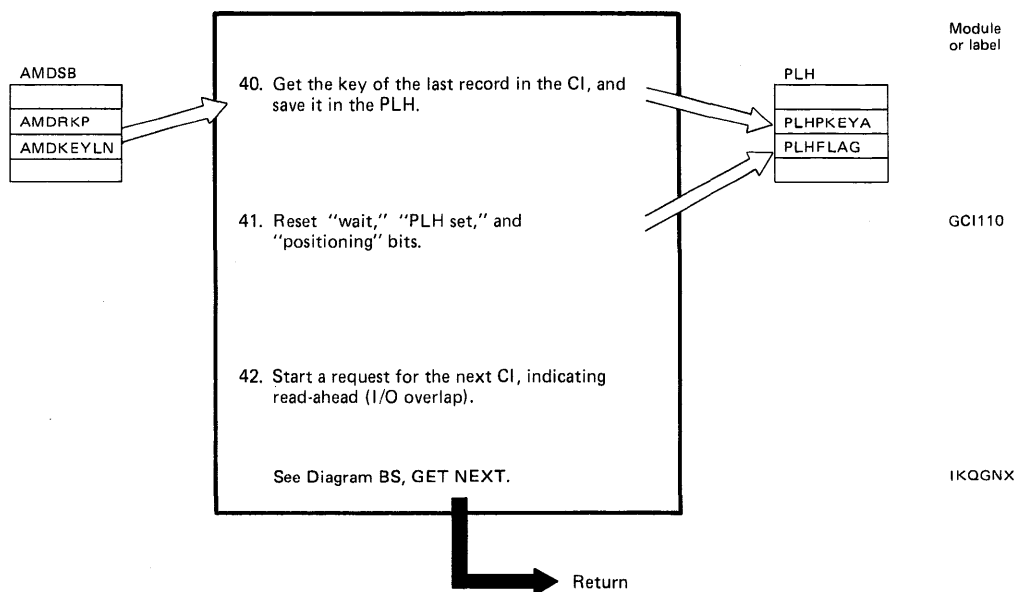 Module
or label
AMDSB
AMDRKP
AMDKEYLN
40. Get the key of the last record in the CI, and
save it in the PLH.
PLH
PLHPKEYA
PLHFLAG
41. Reset "wait," "PLH set," and
"positioning" bits.
GCI110
42. Start a request for the next CI, indicating
read-ahead (I/O overlap).
See Diagram BS, GET NEXT.
IKQGNX
Return